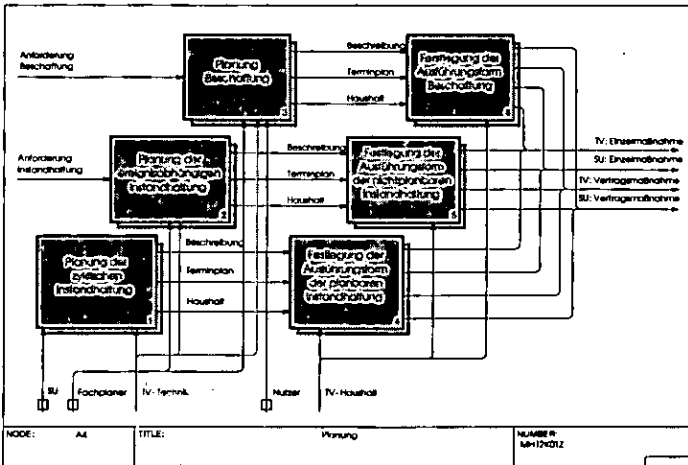 Anforderung
Beschaffung
Planung
Beschaffung
3
Beschreibung
Terminplan
Haushalt
Festlegung der
Ausführungsform
Beschaffung
Anforderung
Instandhaltung
Planung der
ereignisabhängigen
Instandhaltung
2
Beschreibung
Terminplan
Haushalt
Festlegung der
Ausführungsform
der nichtplanbaren
Instandhaltung
5
TV: Einzelmaßnahme
SU: Einzelmaßnahme
TV: Vertragsmaßnahme
SU: Vertragsmaßnahme
Planung der
zyklischen
Instandhaltung
1
Beschreibung
Terminplan
Haushalt
Festlegung der
Ausführungsform
der planbaren
Instandhaltung
4
SU
Fachplaner
TV-Technik
Nutzer
TV-Haushalt
NODE:
A4
TITLE:
Planung
NUMBER: